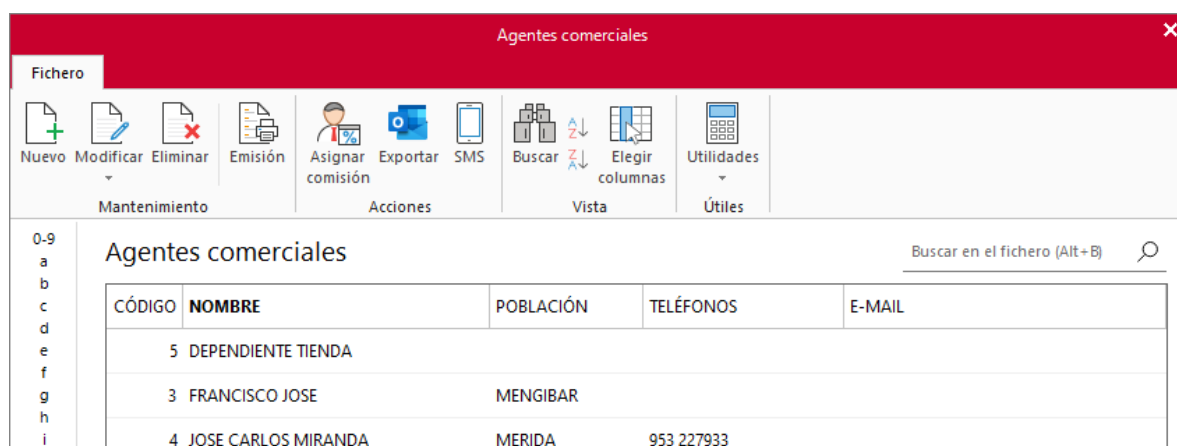 Agentes comerciales
Fichero
Nuevo Modificar Eliminar Emisión Asignar comisión Exportar SMS Buscar Elegir columnas Utilidades
Mantenimiento Acciones Vista Útiles
0-9
a
b
c
d
e
f
g
h
i
Agentes comerciales
Buscar en el fichero (Alt+B)
CÓDIGO NOMBRE POBLACIÓN TELÉFONOS E-MAIL
5 DEPENDIENTE TIENDA
3 FRANCISCO JOSE MENGIBAR
4 JOSE CARLOS MIRANDA MERIDA 953 227933